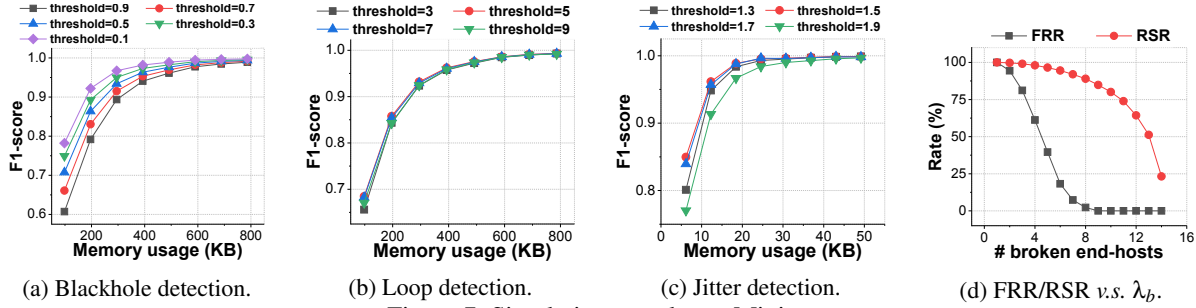 threshold=0.9 threshold=0.7
threshold=0.5 threshold=0.3
threshold=0.1
F1-score
1.0
0.9
0.8
0.7
0.6
0 200 400 600 800
Memory usage (KB)
(a) Blackhole detection.
threshold=3 threshold=5
threshold=7 threshold=9
F1-score
1.0
0.9
0.8
0.7
0 200 400 600 800
Memory usage (KB)
(b) Loop detection.
threshold=1.3 threshold=1.5
threshold=1.7 threshold=1.9
F1-score
1.0
0.9
0.8
0 10 20 30 40 50
Memory usage (KB)
(c) Jitter detection.
FRR RSR
Rate (%)
100
75
50
25
0
0 4 8 12 16
# broken end-hosts
(d) FRR/RSR v.s. λb.